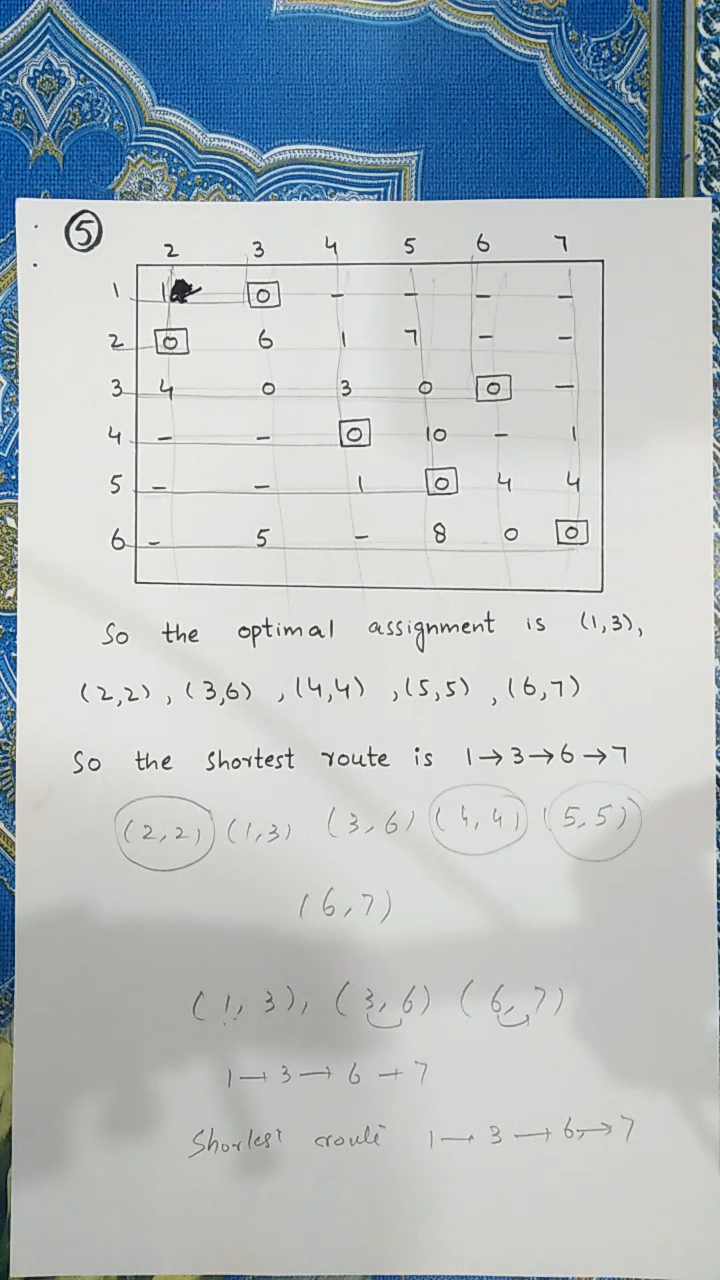 5
2 3 4 5 6 7
1 1 0 - - - -
2 0 6 1 7 - -
3 4 0 3 0 0 -
4 - - 0 10 - 1
5 - - 1 0 4 4
6 - 5 - 8 0 0
So the optimal assignment is (1,3),
(2,2), (3,6), (4,4), (5,5), (6,7)
So the shortest route is 1→3→6→7
(2,2) (1,3) (3,6) (4,4) (5,5)
(6,7)
(1,3), (3,6) (6,7)
1→3→6→7
Shortest route 1→3→6→7